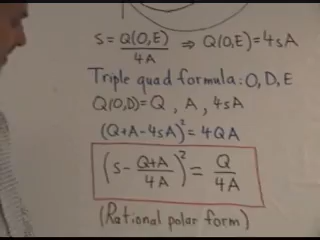 S = Q(O,E)/4A ⇒ Q(O,E)=4sA
Triple quad formula: O, D, E
Q(O,D)=Q , A , 4sA
(Q+A-4sA)² = 4QA
(s - Q+A/4A)² = Q/4A
(Rational polar form)